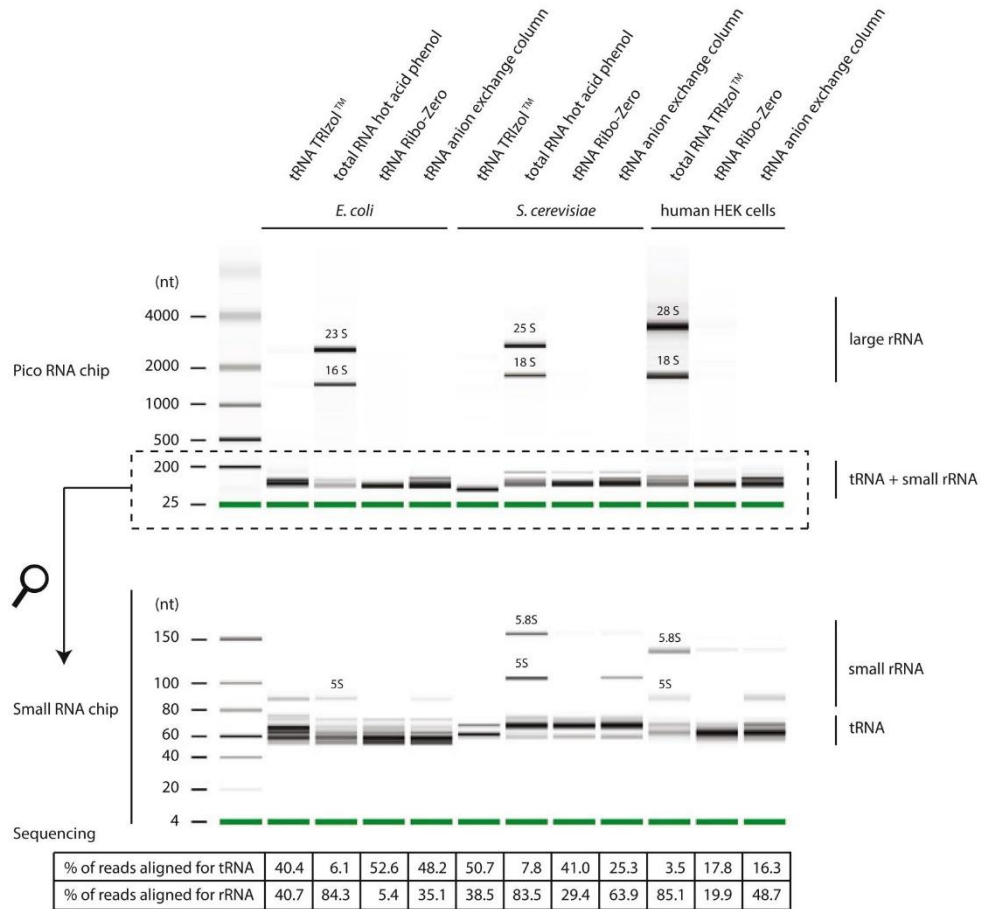 tRNA TRIzol™
total RNA hot acid phenol
tRNA Ribo-Zero
tRNA anion exchange column
tRNA TRIzol™
total RNA hot acid phenol
tRNA Ribo-Zero
tRNA anion exchange column
total RNA TRIzol™
tRNA Ribo-Zero
tRNA anion exchange column
E. coli
S. cerevisiae
human HEK cells
(nt)
4000
28 S
23 S
25 S
large rRNA
Pico RNA chip
2000
16 S
18 S
18 S
1000
500
200
tRNA + small rRNA
25
(nt)
150
5.8S
5.8S
small rRNA
100
5S
5S
5S
Small RNA chip
80
60
tRNA
40
20
4
Sequencing
% of reads aligned for tRNA 40.4 6.1 52.6 48.2 50.7 7.8 41.0 25.3 3.5 17.8 16.3
% of reads aligned for rRNA 40.7 84.3 5.4 35.1 38.5 83.5 29.4 63.9 85.1 19.9 48.7